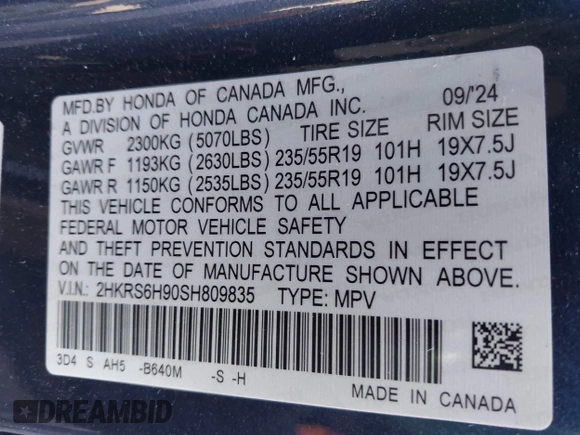 MFD.BY HONDA OF CANADA MFG.,
A DIVISION OF HONDA CANADA INC. 09/'24
GVWR 2300KG (5070LBS) TIRE SIZE RIM SIZE
GAWR F 1193KG (2630LBS) 235/55R19 101H 19X7.5J
GAWR R 1150KG (2535LBS) 235/55R19 101H 19X7.5J
THIS VEHICLE CONFORMS TO ALL APPLICABLE
FEDERAL MOTOR VEHICLE SAFETY
AND THEFT PREVENTION STANDARDS IN EFFECT
ON THE DATE OF MANUFACTURE SHOWN ABOVE.
V.I.N.: 2HKRS6H90SH809835 TYPE: MPV
3D4 S AH5 -B640M -S -H
MADE IN CANADA
DREAMBID